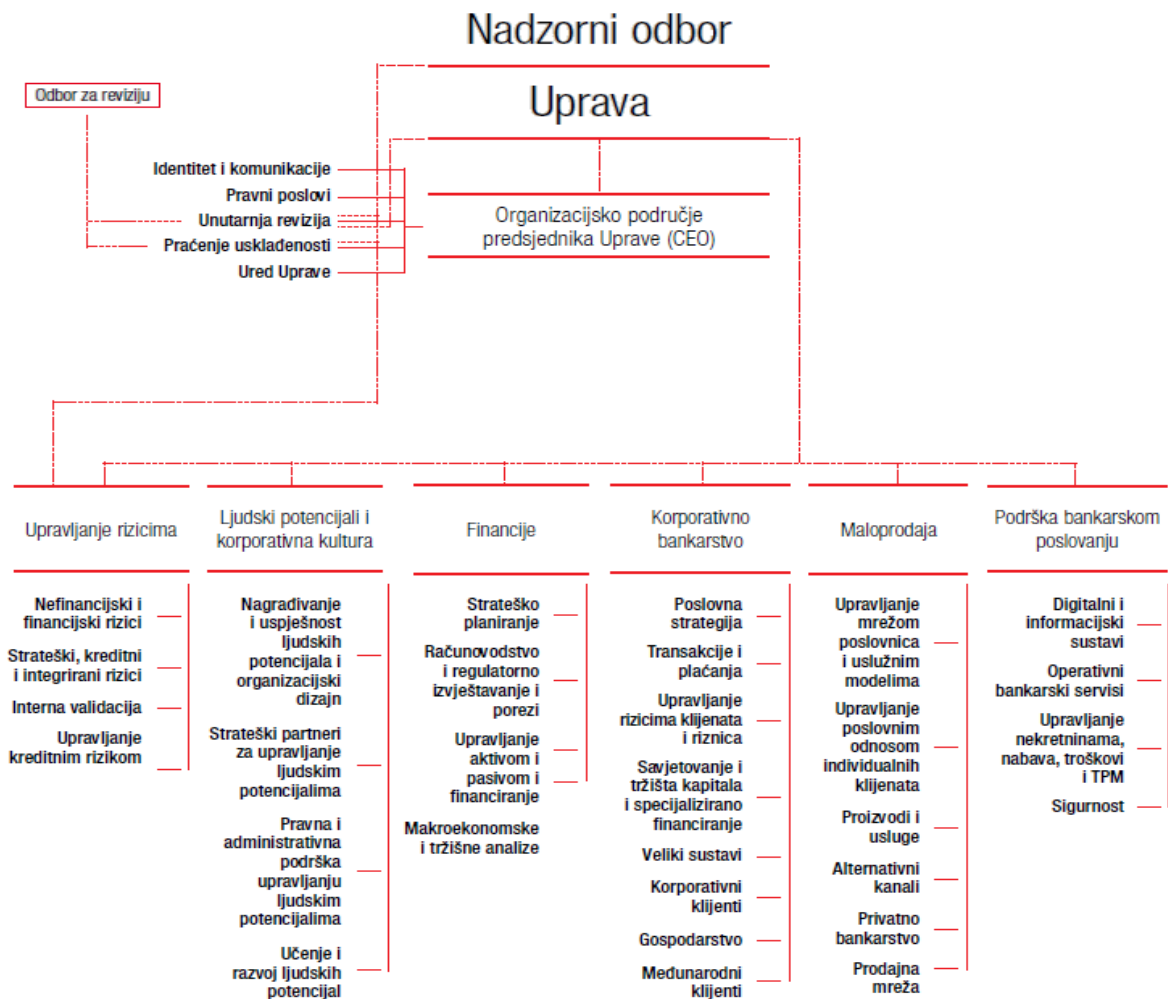 Nadzorni odbor
Odbor za reviziju
Uprava
Identitet i komunikacije
Pravni poslovi
Unutarnja revizija
Praćenje usklađenosti
Ured Uprave
Organizacijsko područje
predsjednika Uprave (CEO)
Upravljanje rizicima
Nefinancijski i
financijski rizici
Strateški, kreditni
i integrirani rizici
Interna validacija
Upravljanje
kreditnim rizikom
Ljudski potencijali i
korporativna kultura
Nagrađivanje
i uspješnost
ljudskih
potencijala i
organizacijski
dizajn
Strateški partneri
za upravljanje
ljudskim
potencijalima
Pravna i
administrativna
podrška
upravljanju
ljudskim
potencijalima
Učenje i
razvoj ljudskih
potencijal
Financije
Strateško
planiranje
Računovodstvo
i regulatorno
izvještavanje i
porezi
Upravljanje
aktivom i
pasivom i
financiranje
Makroekonomske
i tržišne analize
Korporativno
bankarstvo
Poslovna
strategija
Transakcije i
plaćanja
Upravljanje
rizicima klijenata
i riznica
Savjetovanje i
tržišta kapitala
i specijalizirano
financiranje
Veliki sustavi
Korporativni
klijenti
Gospodarstvo
Međunarodni
klijenti
Maloprodaja
Upravljanje
mrežom
poslovnica
i uslužnim
modelima
Upravljanje
poslovnim
odnosom
individualnih
klijenata
Proizvodi i
usluge
Alternativni
kanali
Privatno
bankarstvo
Prodajna
mreža
Podrška bankarskom
poslovanju
Digitalni i
informacijski
sustavi
Operativni
bankarski servisi
Upravljanje
nekretninama,
nabava, troškovi
i TPM
Sigurnost